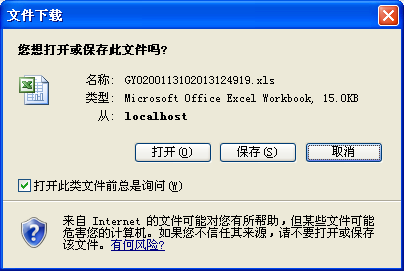 文件下载
您想打开或保存此文件吗?
名称: GY0200113102013124919.xls
类型: Microsoft Office Excel Workbook, 15.0KB
从: localhost
打开(O) 保存(S) 取消
打开此类文件前总是询问(W)
来自 Internet 的文件可能对您有所帮助，但某些文件可能
危害您的计算机。如果您不信任其来源，请不要打开或保存
该文件。有何风险?